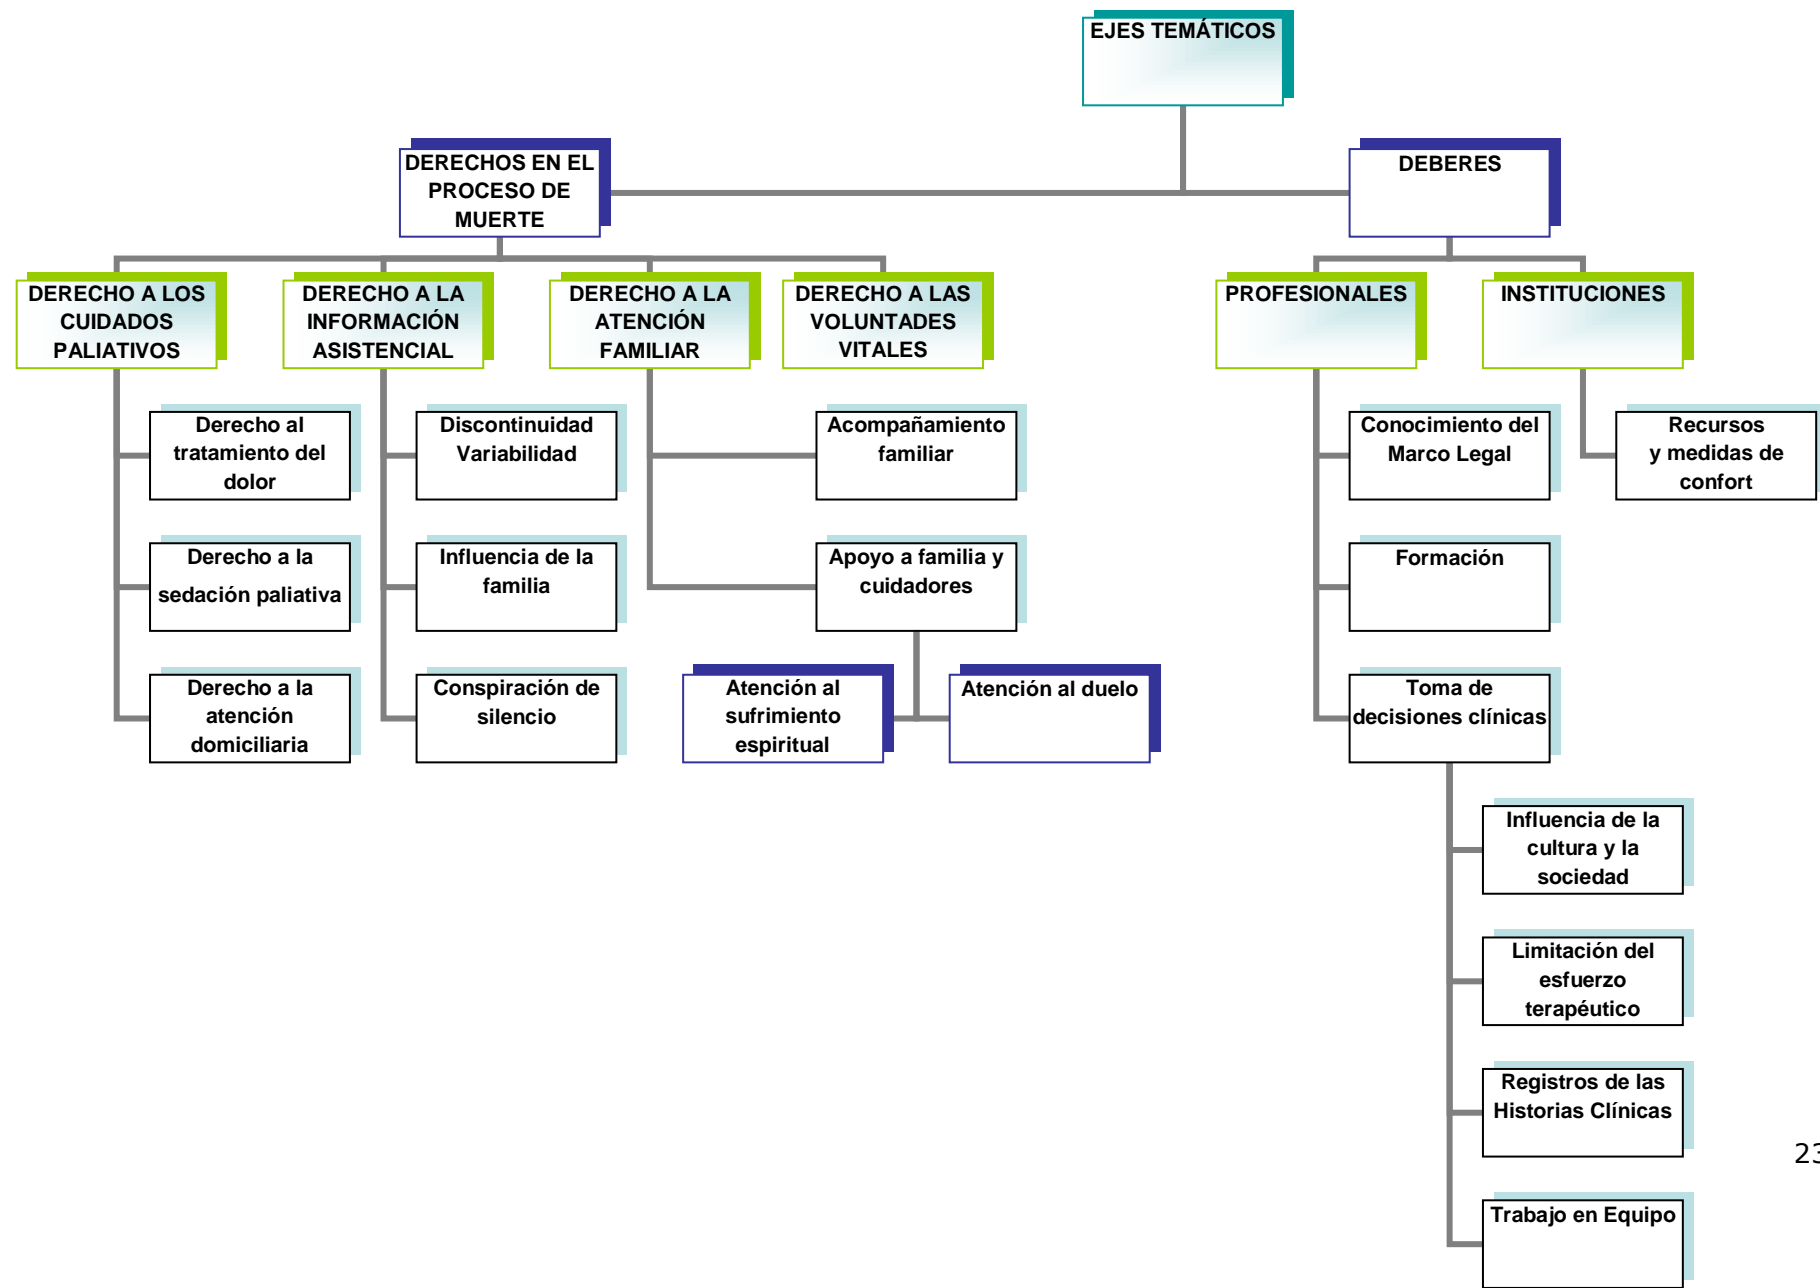 EJES TEMÁTICOS
DERECHOS EN EL
PROCESO DE
MUERTE
DEBERES
DERECHO A LOS
CUIDADOS
PALIATIVOS
DERECHO A LA
INFORMACIÓN
ASISTENCIAL
DERECHO A LA
ATENCIÓN
FAMILIAR
DERECHO A LAS
VOLUNTADES
VITALES
PROFESIONALES
INSTITUCIONES
Derecho al
tratamiento del
dolor
Discontinuidad
Variabilidad
Acompañamiento
familiar
Conocimiento del
Marco Legal
Recursos
y medidas de
confort
Derecho a la
sedación paliativa
Influencia de la
familia
Apoyo a familia y
cuidadores
Formación
Derecho a la
atención
domiciliaria
Conspiración de
silencio
Atención al
sufrimiento
espiritual
Atención al duelo
Toma de
decisiones clínicas
Influencia de la
cultura y la
sociedad
Limitación del
esfuerzo
terapéutico
Registros de las
Historias Clínicas
23
Trabajo en Equipo